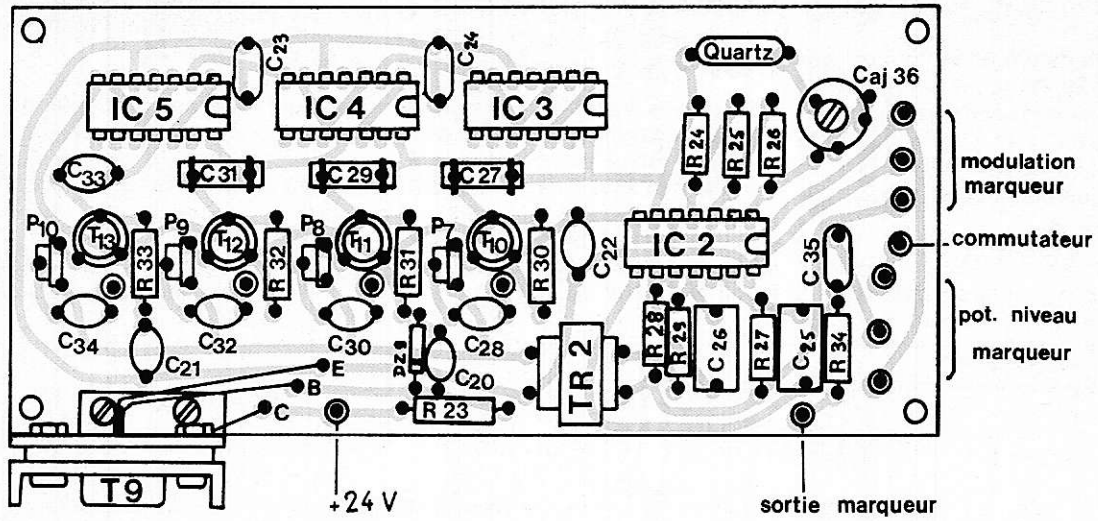 C23
C24
Quartz
Caj 36
IC 5
IC 4
IC 3
R 24
R 25
R 26
modulation
marqueur
C33
C 31
C 29
C 27
P10
T13
R 33
P9
T12
R 32
P8
T11
R 31
P7
T10
R 30
C22
IC 2
C 35
commutateur
C34
C32
C30
C28
R 28
R 29
C 26
R 27
C 25
R 34
pot. niveau
marqueur
C21
E
DZ9
C20
TR 2
B
C
R 23
T9
+24 V
sortie marqueur